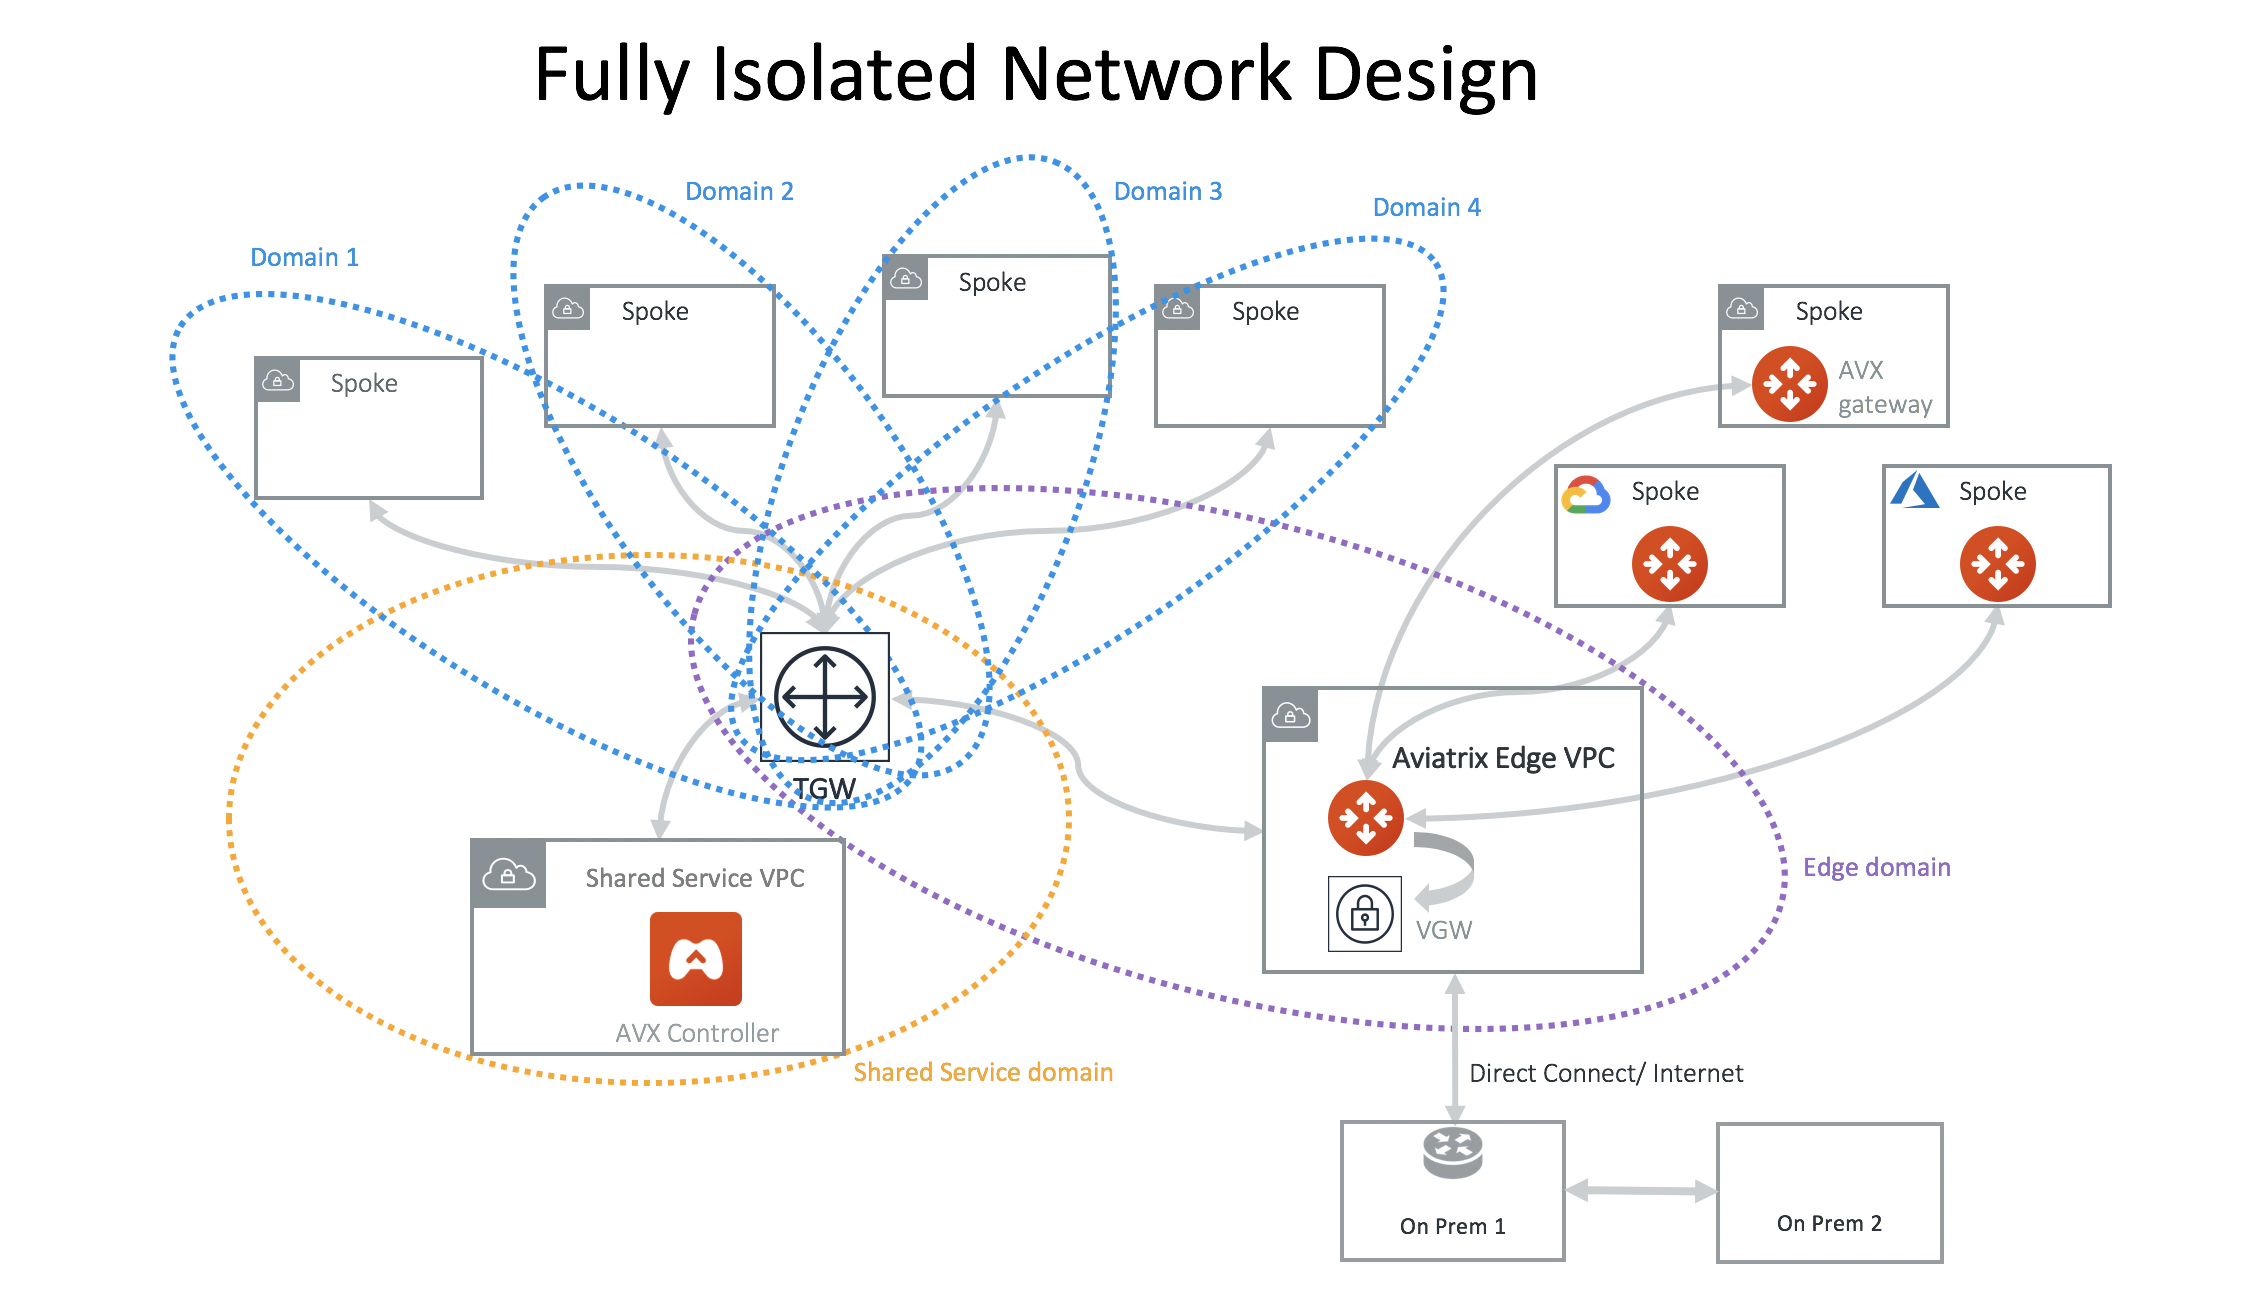 Fully Isolated Network Design
Domain 1
Domain 2
Domain 3
Domain 4
Spoke
Spoke
Spoke
Spoke
Spoke
AVX
gateway
Spoke
Spoke
TGW
Aviatrix Edge VPC
VGW
Edge domain
Shared Service VPC
AVX Controller
Shared Service domain
Direct Connect/ Internet
On Prem 1
On Prem 2